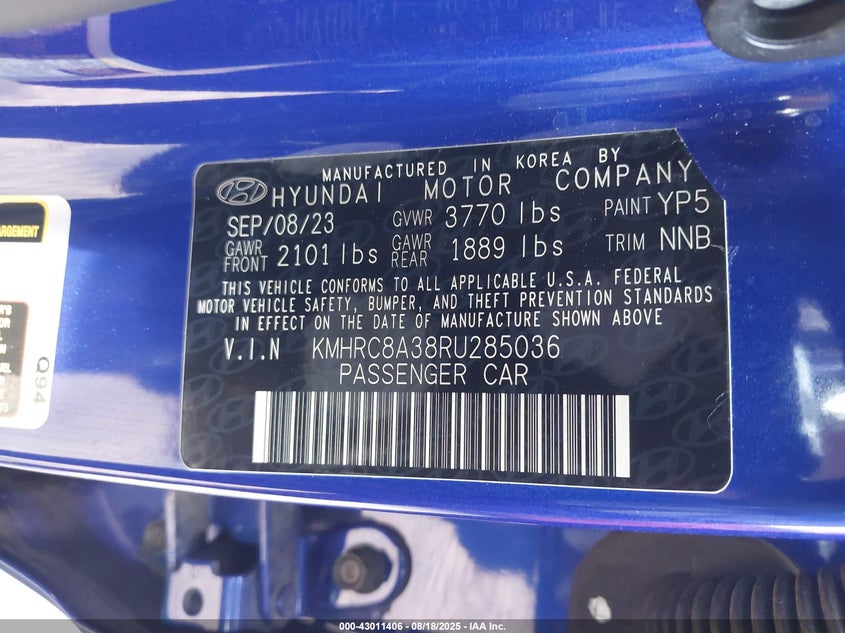 MANUFACTURED IN KOREA BY
HYUNDAI MOTOR COMPANY
SEP/08/23 GVWR 3770 lbs PAINT YP5
GAWR FRONT 2101 lbs GAWR REAR 1889 lbs TRIM NNB
THIS VEHICLE CONFORMS TO ALL APPLICABLE U.S.A. FEDERAL
MOTOR VEHICLE SAFETY, BUMPER, AND THEFT PREVENTION STANDARDS
IN EFFECT ON THE DATE OF MANUFACTURE SHOWN ABOVE
V.I.N KMHRC8A38RU285036
PASSENGER CAR
Q94
000-43011406 - 08/18/2025 - IAA Inc.